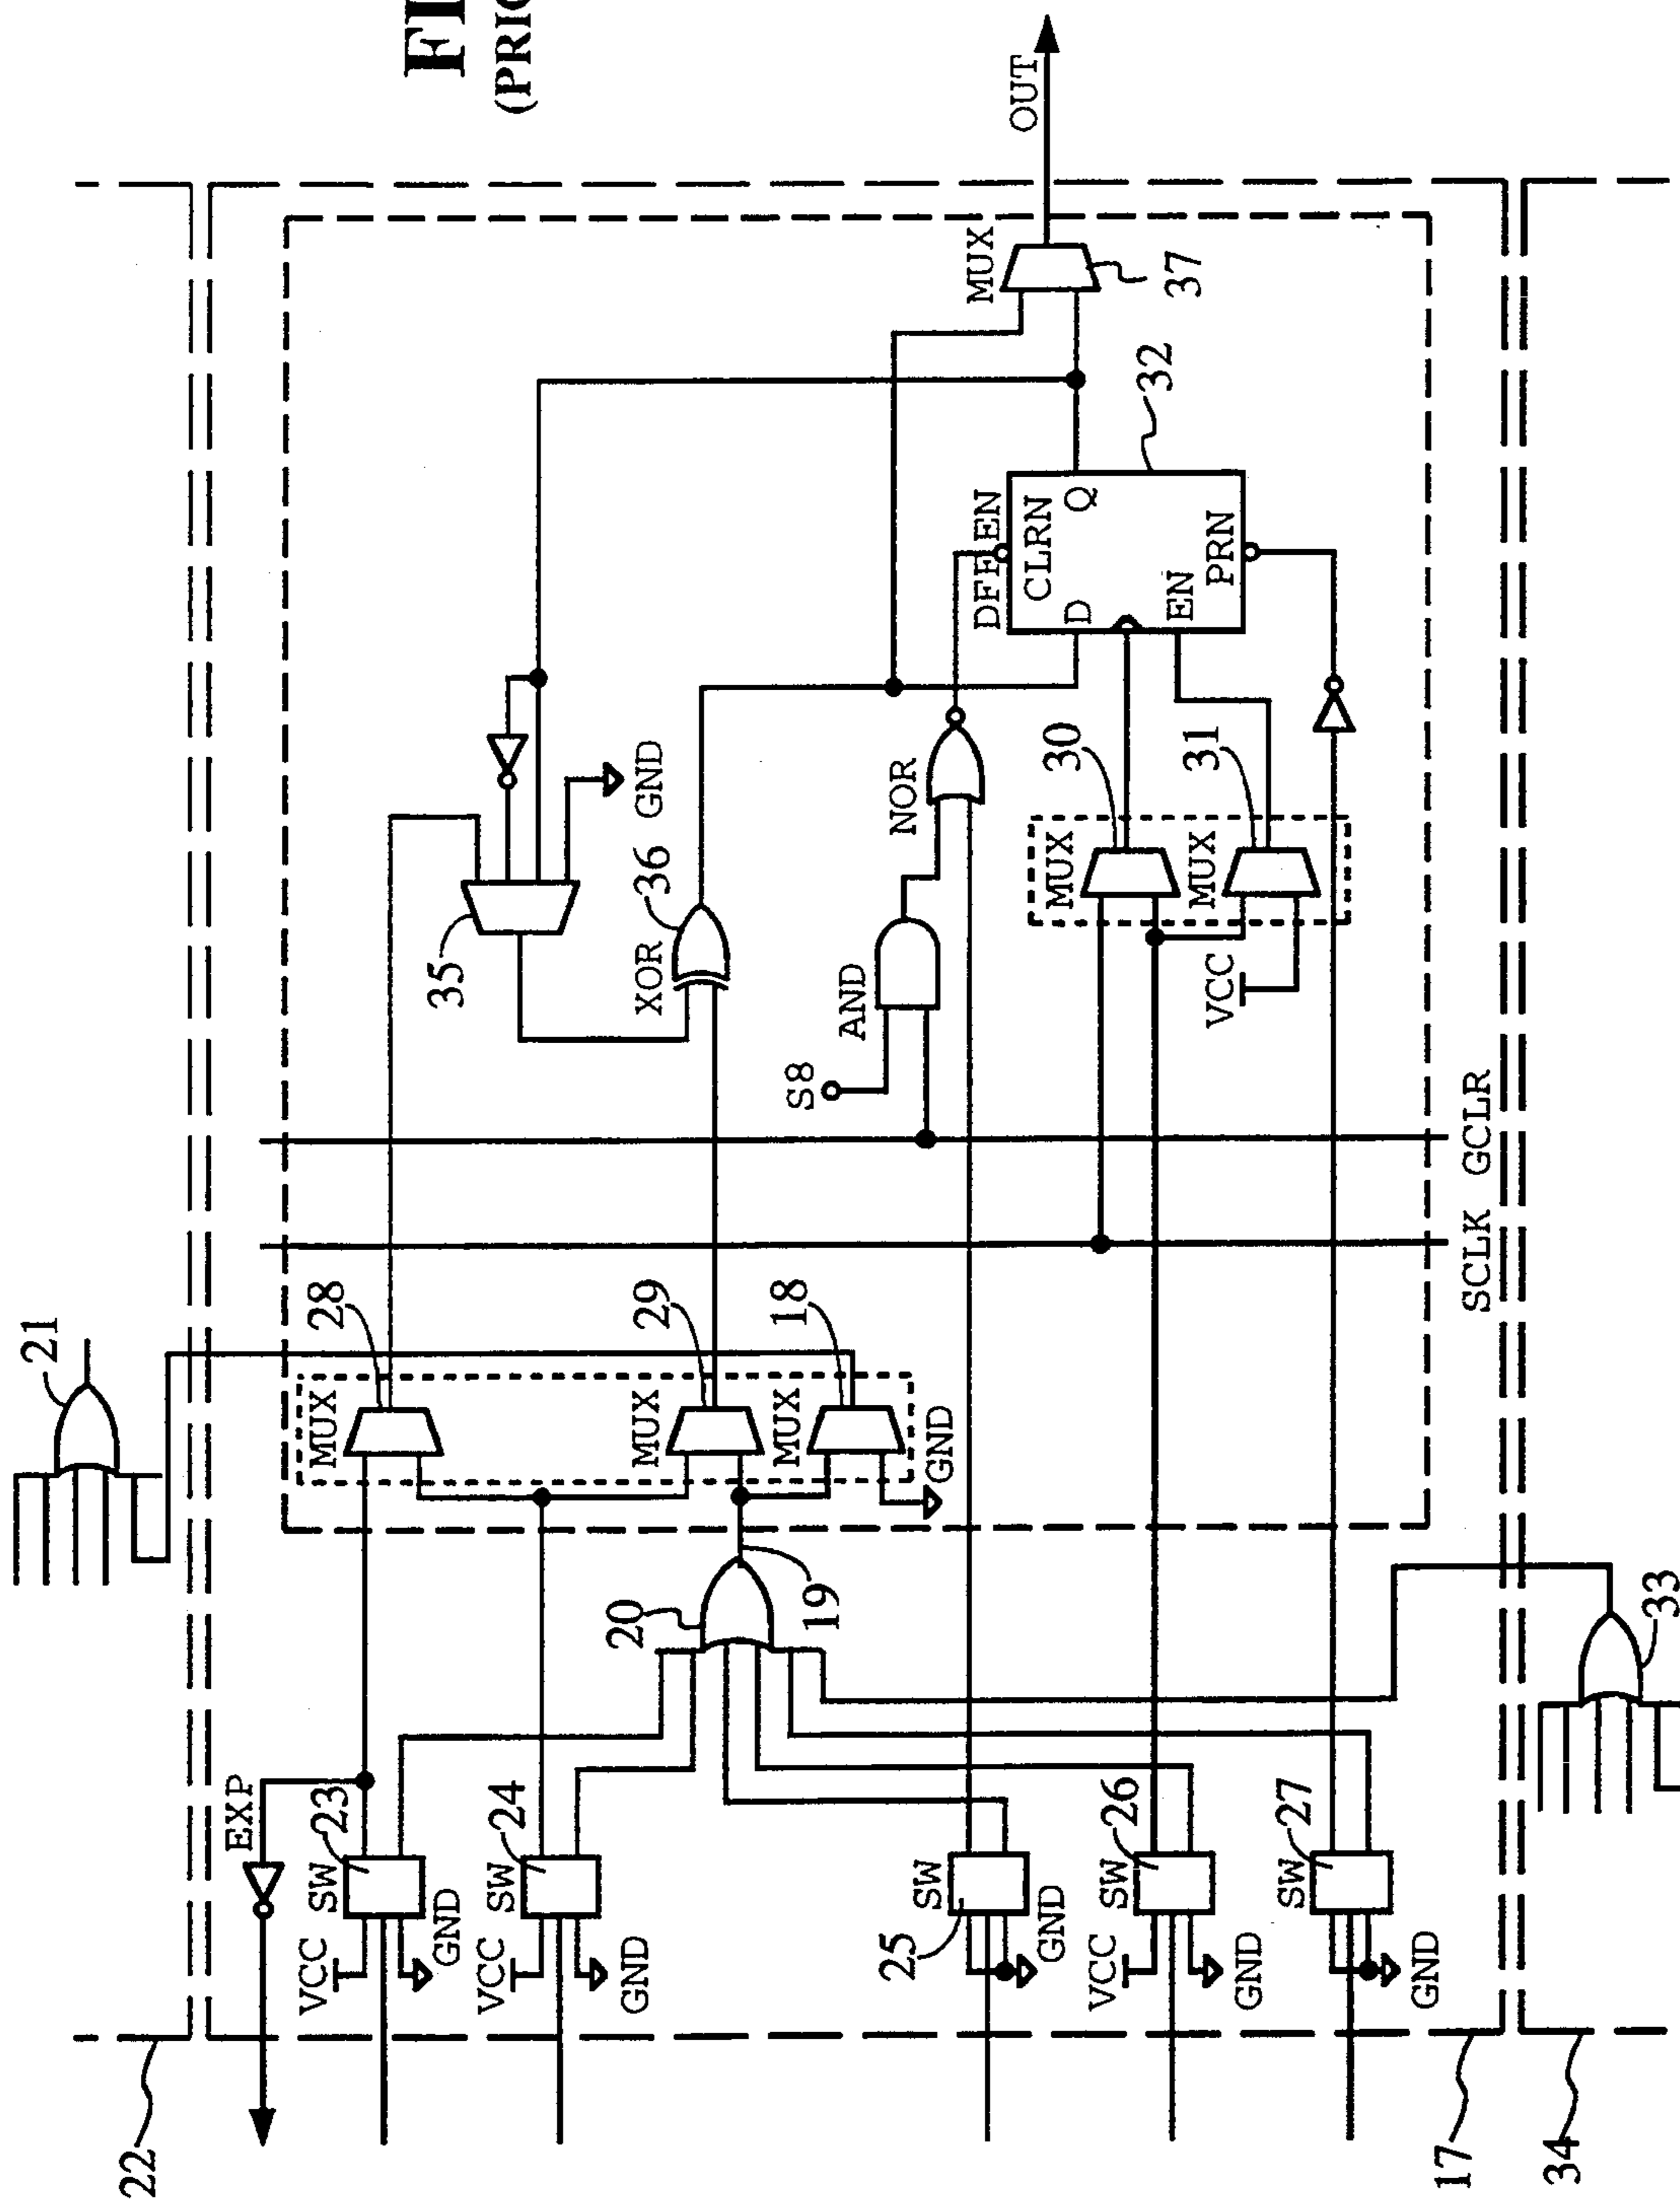 22
21
EXP
FI
(PRIO
VCC
SW
23
GND
MUX
28
35
VCC
SW
24
GND
20
19
MUX
29
XOR
36
GND
MUX
18
GND
S8
AND
NOR
SW
25
GND
DFFEEN
CLRN
D
Q
EN
PRN
32
MUX
37
OUT
VCC
SW
26
GND
MUX
30
MUX
31
VCC
SW
27
GND
SCLK GCLR
17
34
33